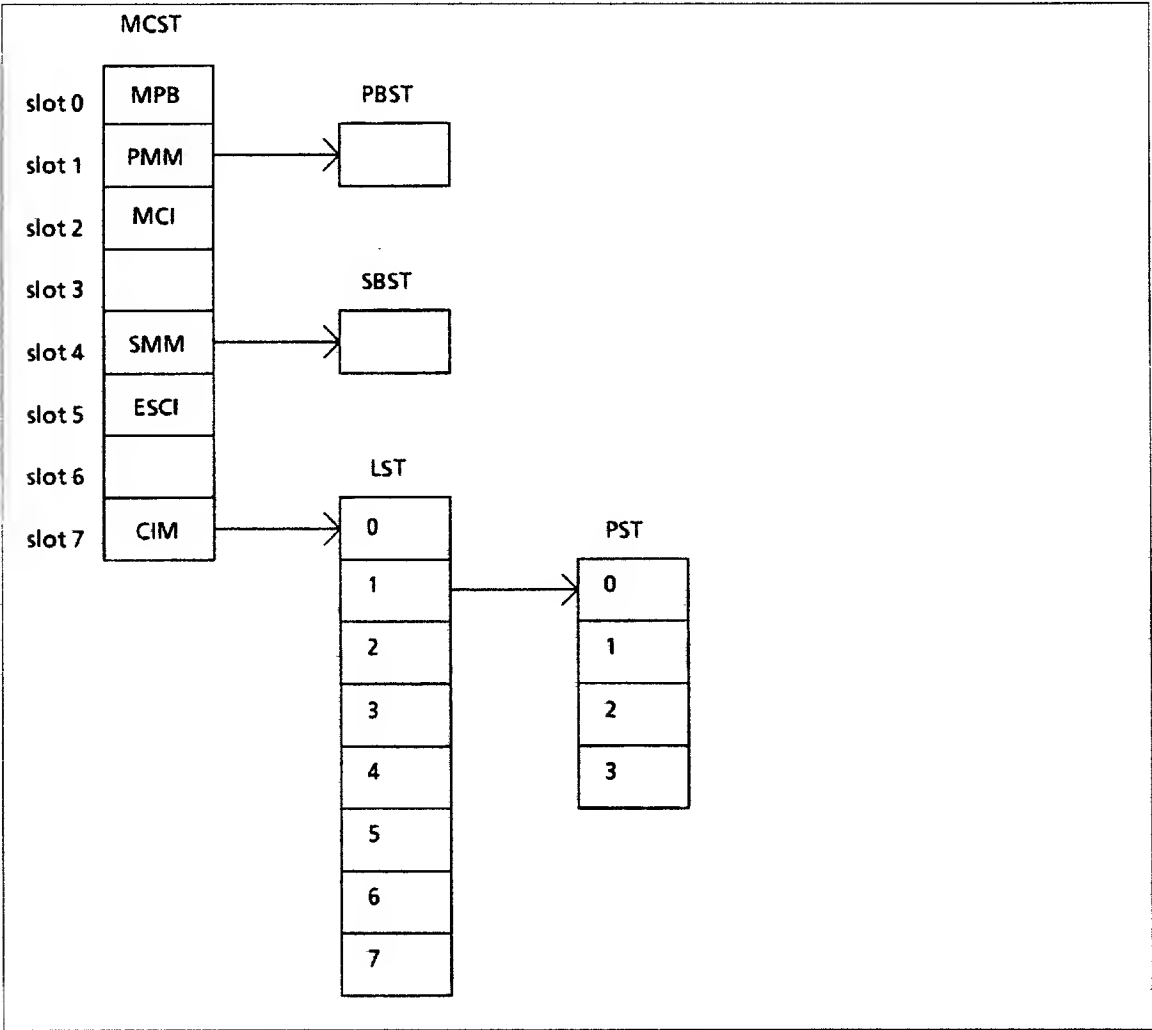 MCST
slot 0 MPB
PBST
slot 1 PMM
slot 2 MCI
slot 3
SBST
slot 4 SMM
slot 5 ESCI
slot 6
LST
slot 7 CIM
0
PST
1
0
2
1
3
2
4
3
5
6
7